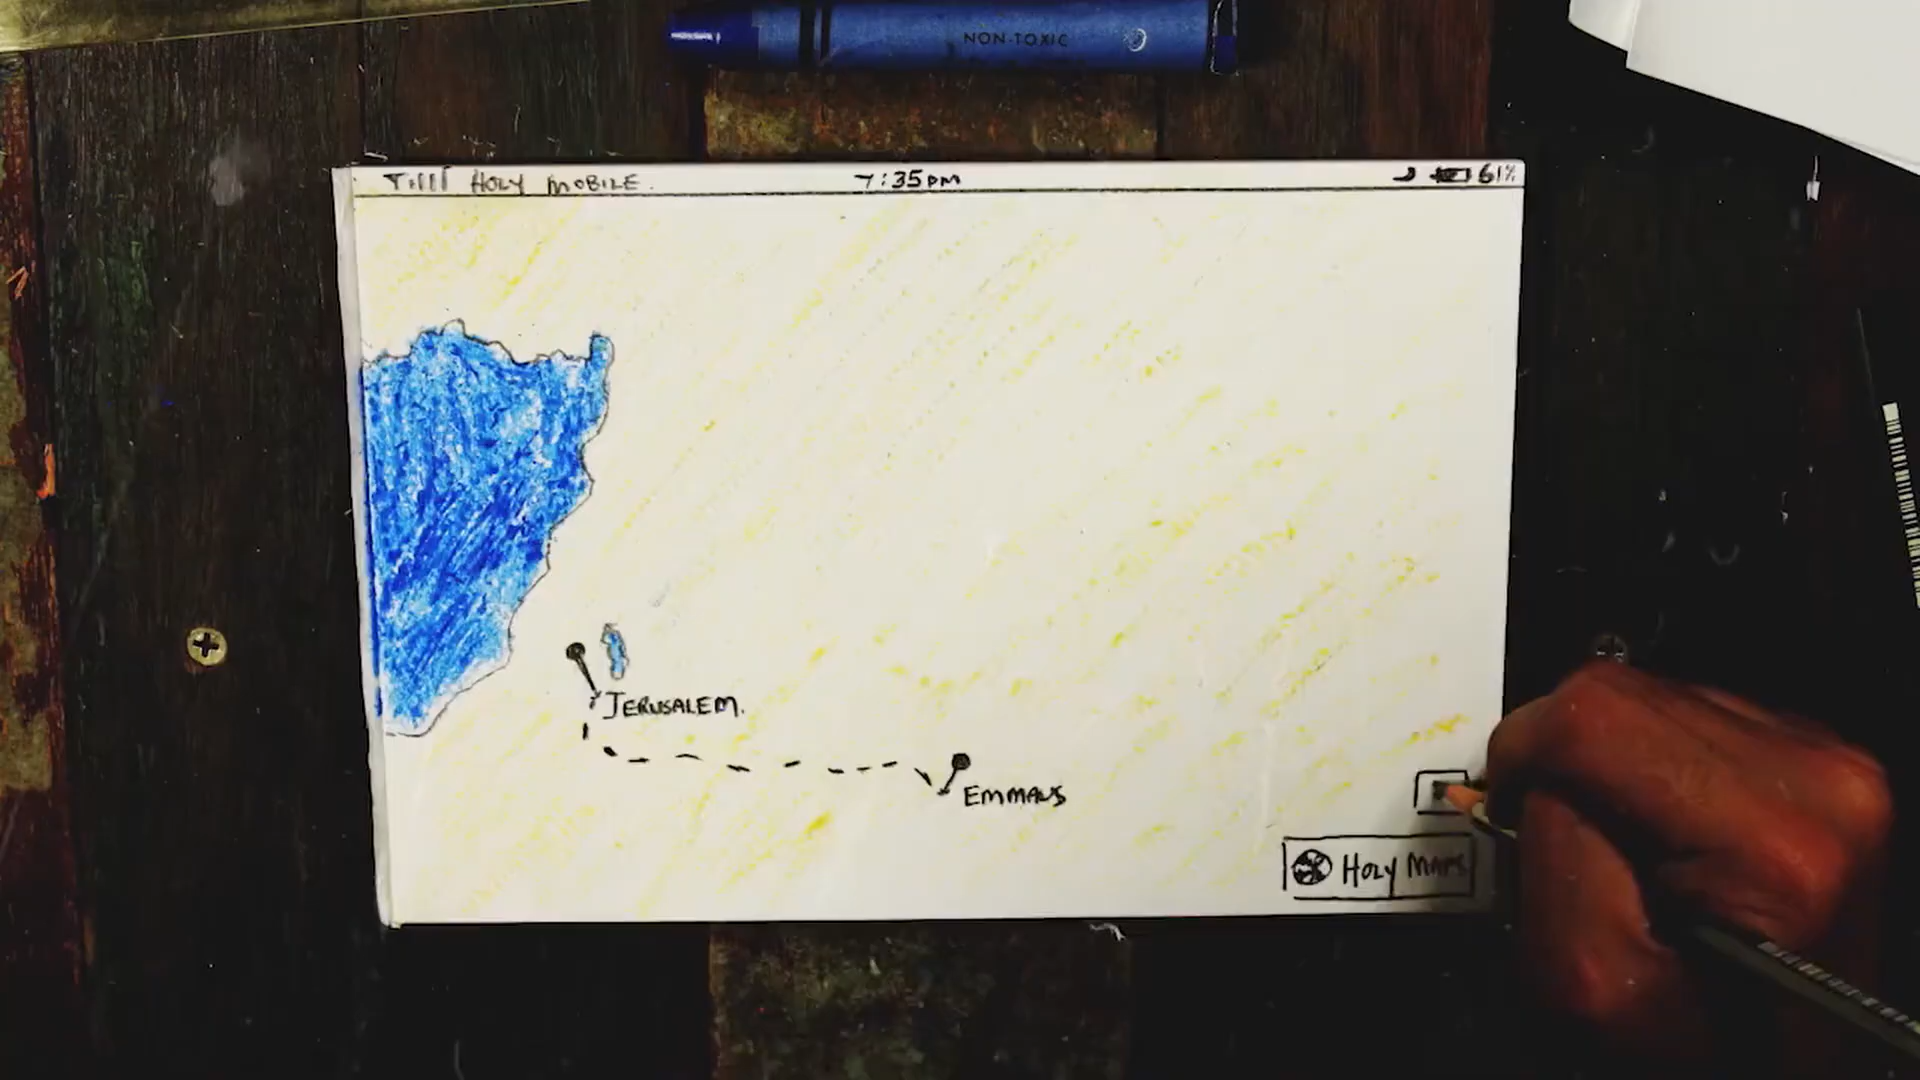 NON-TOXIC
HOLY MOBILE.
7:35PM
61%
JERUSALEM.
EMMAUS
HOLY MAPS